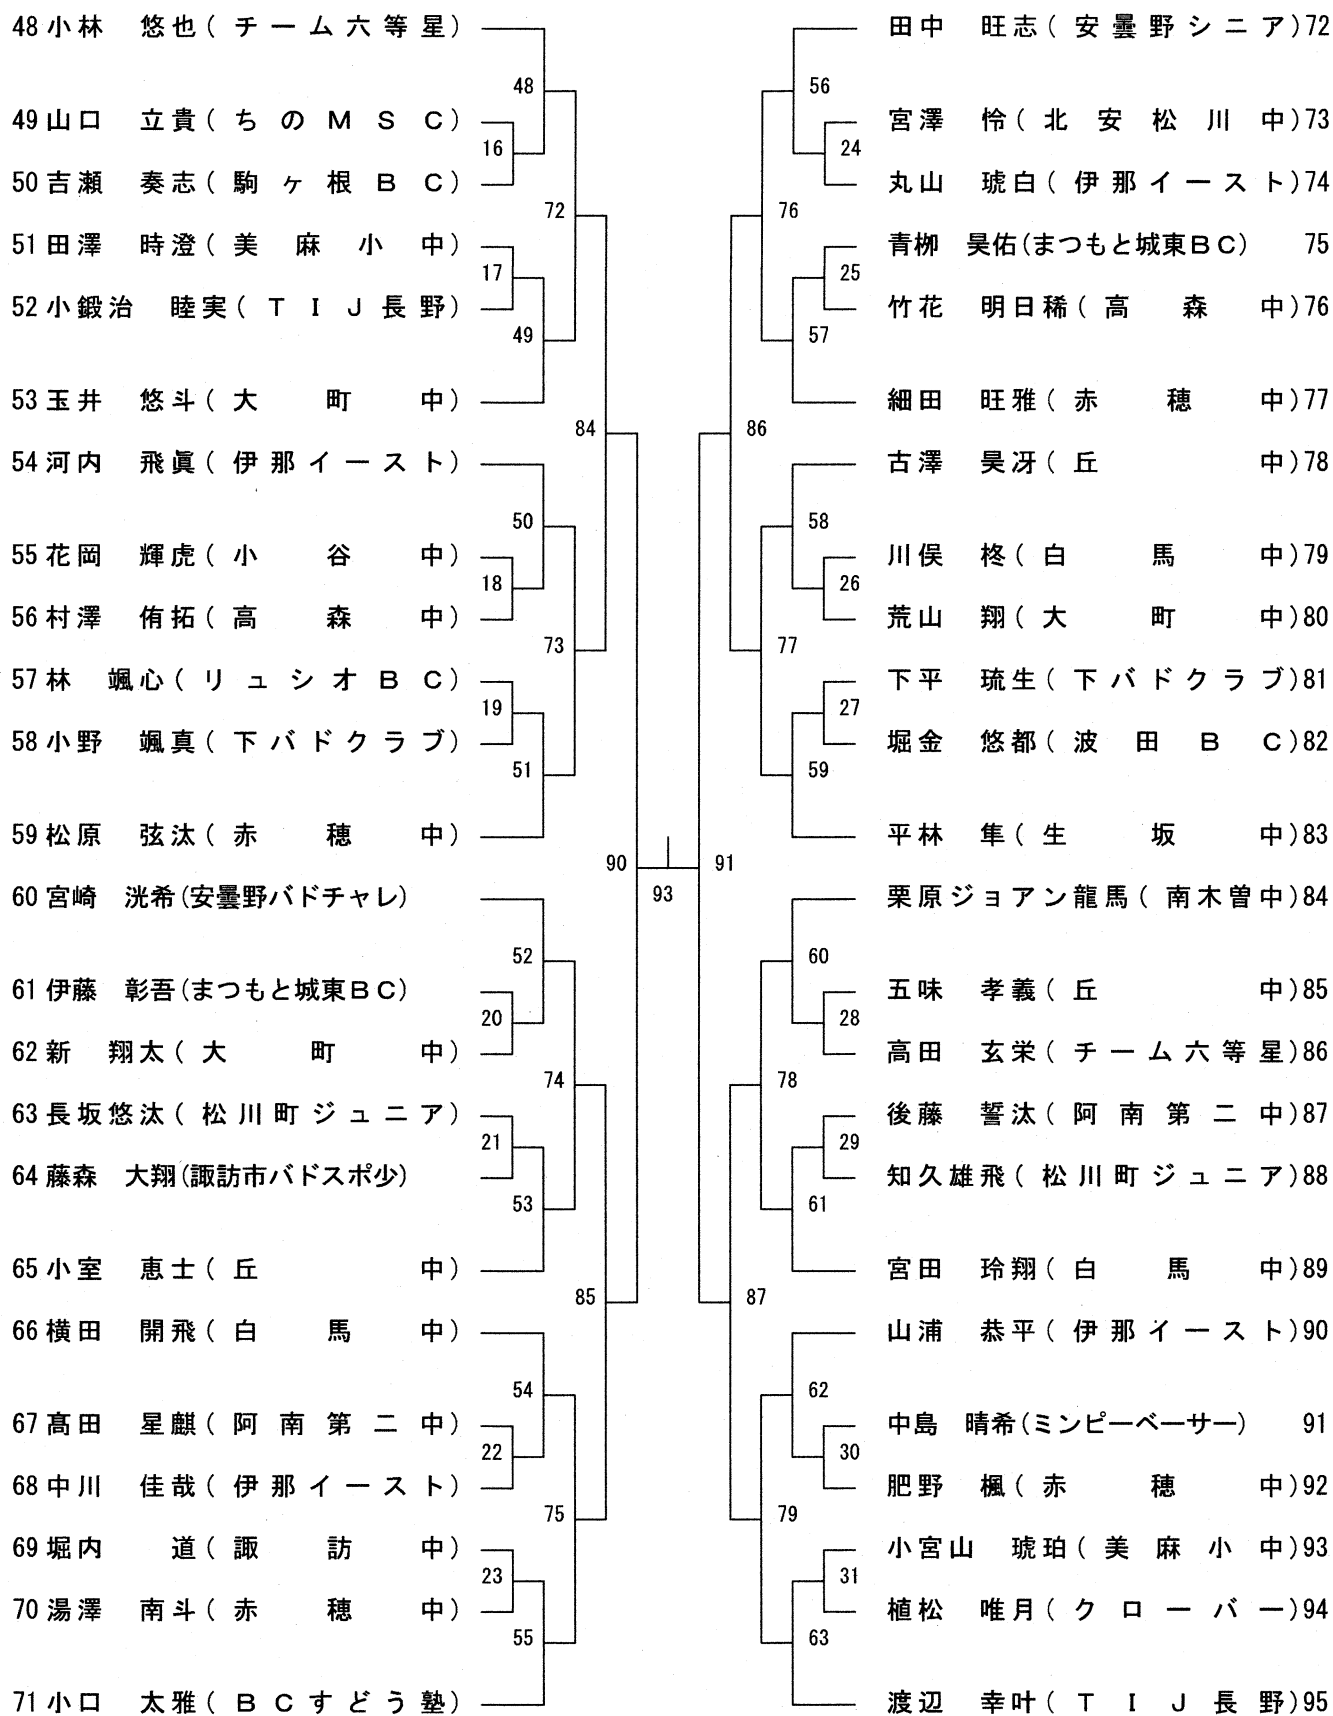 48 小林 悠也(チーム六等星)
49 山口 立貴(ちのMSC)
50 吉瀬 奏志(駒ヶ根BC)
51 田澤 時澄(美麻小中)
52 小鍛治 睦実(TIJ長野)
53 玉井 悠斗(大町中)
54 河内 飛眞(伊那イースト)
55 花岡 輝虎(小谷中)
56 村澤 侑拓(高森中)
57 林 颯心(リュシオBC)
58 小野 颯真(下バドクラブ)
59 松原 弦汰(赤穂中)
60 宮崎 洸希(安曇野バドチャレ)
61 伊藤 彰吾(まつもと城東BC)
62 新 翔太(大町中)
63 長坂悠汰(松川町ジュニア)
64 藤森 大翔(諏訪市バドスポ少)
65 小室 恵士(丘中)
66 横田 開飛(白馬中)
67 髙田 星麒(阿南第二中)
68 中川 佳哉(伊那イースト)
69 堀内 道(諏訪中)
70 湯澤 南斗(赤穂中)
71 小口 太雅(BCすどう塾)
48
16
72
17
49
84
50
18
73
19
51
90
52
20
74
21
53
85
54
22
75
23
55
93
91
56
24
76
25
57
86
58
26
77
27
59
60
28
78
29
61
87
62
30
79
31
63
田中 旺志(安曇野シニア)72
宮澤 怜(北安松川中)73
丸山 琥白(伊那イースト)74
青栁 昊佑(まつもと城東BC) 75
竹花 明日稀(高森中)76
細田 旺雅(赤穂中)77
古澤 昊冴(丘中)78
川俣 柊(白馬中)79
荒山 翔(大町中)80
下平 琉生(下バドクラブ)81
堀金 悠都(波田BC)82
平林 隼(生坂中)83
栗原ジョアン龍馬(南木曽中)84
五味 孝義(丘中)85
高田 玄栄(チーム六等星)86
後藤 誓汰(阿南第二中)87
知久雄飛(松川町ジュニア)88
宮田 玲翔(白馬中)89
山浦 恭平(伊那イースト)90
中島 晴希(ミンピーベーサー) 91
肥野 楓(赤穂中)92
小宮山 琥珀(美麻小中)93
植松 唯月(クローバー)94
渡辺 幸叶(TIJ長野)95